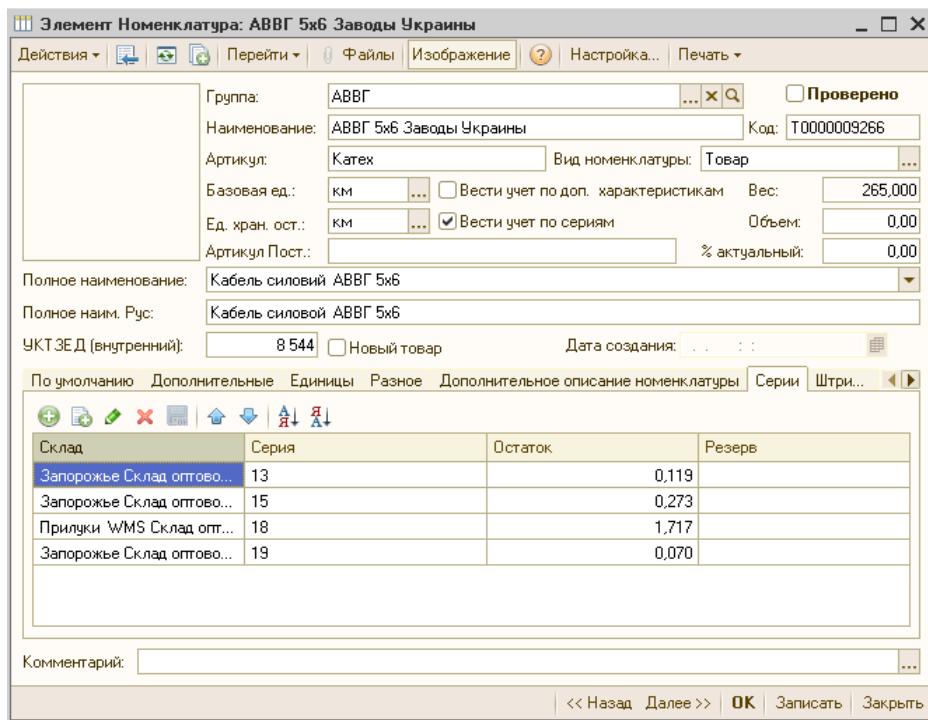 Элемент Номенклатура: АВВГ 5х6 Заводы Украины
Действия Перейти Файлы Изображение ? Настройка... Печать
Группа: АВВГ ... Проверено
Наименование: АВВГ 5х6 Заводы Украины Код: Т0000009266
Артикул: Катех Вид номенклатуры: Товар ...
Базовая ед.: км ... Вести учет по доп. характеристикам Вес: 265,000
Ед. хран. ост.: км ... Вести учет по сериям Объем: 0,00
Артикул Пост.: % актуальный: 0,00
Полное наименование: Кабель силовий АВВГ 5х6
Полное наим. Рус: Кабель силовой АВВГ 5х6
УКТЗЕД (внутренний): 8 544 Новый товар Дата создания: . . : :
По умолчанию Дополнительные Единицы Разное Дополнительное описание номенклатуры Серии Штри...
Склад Серия Остаток Резерв
Запорожье Склад оптово... 13 0,119
Запорожье Склад оптово... 15 0,273
Прилуки WMS Склад опт... 18 1,717
Запорожье Склад оптово... 19 0,070
Комментарий: ...
<< Назад Далее >> OK Записать Закрыть